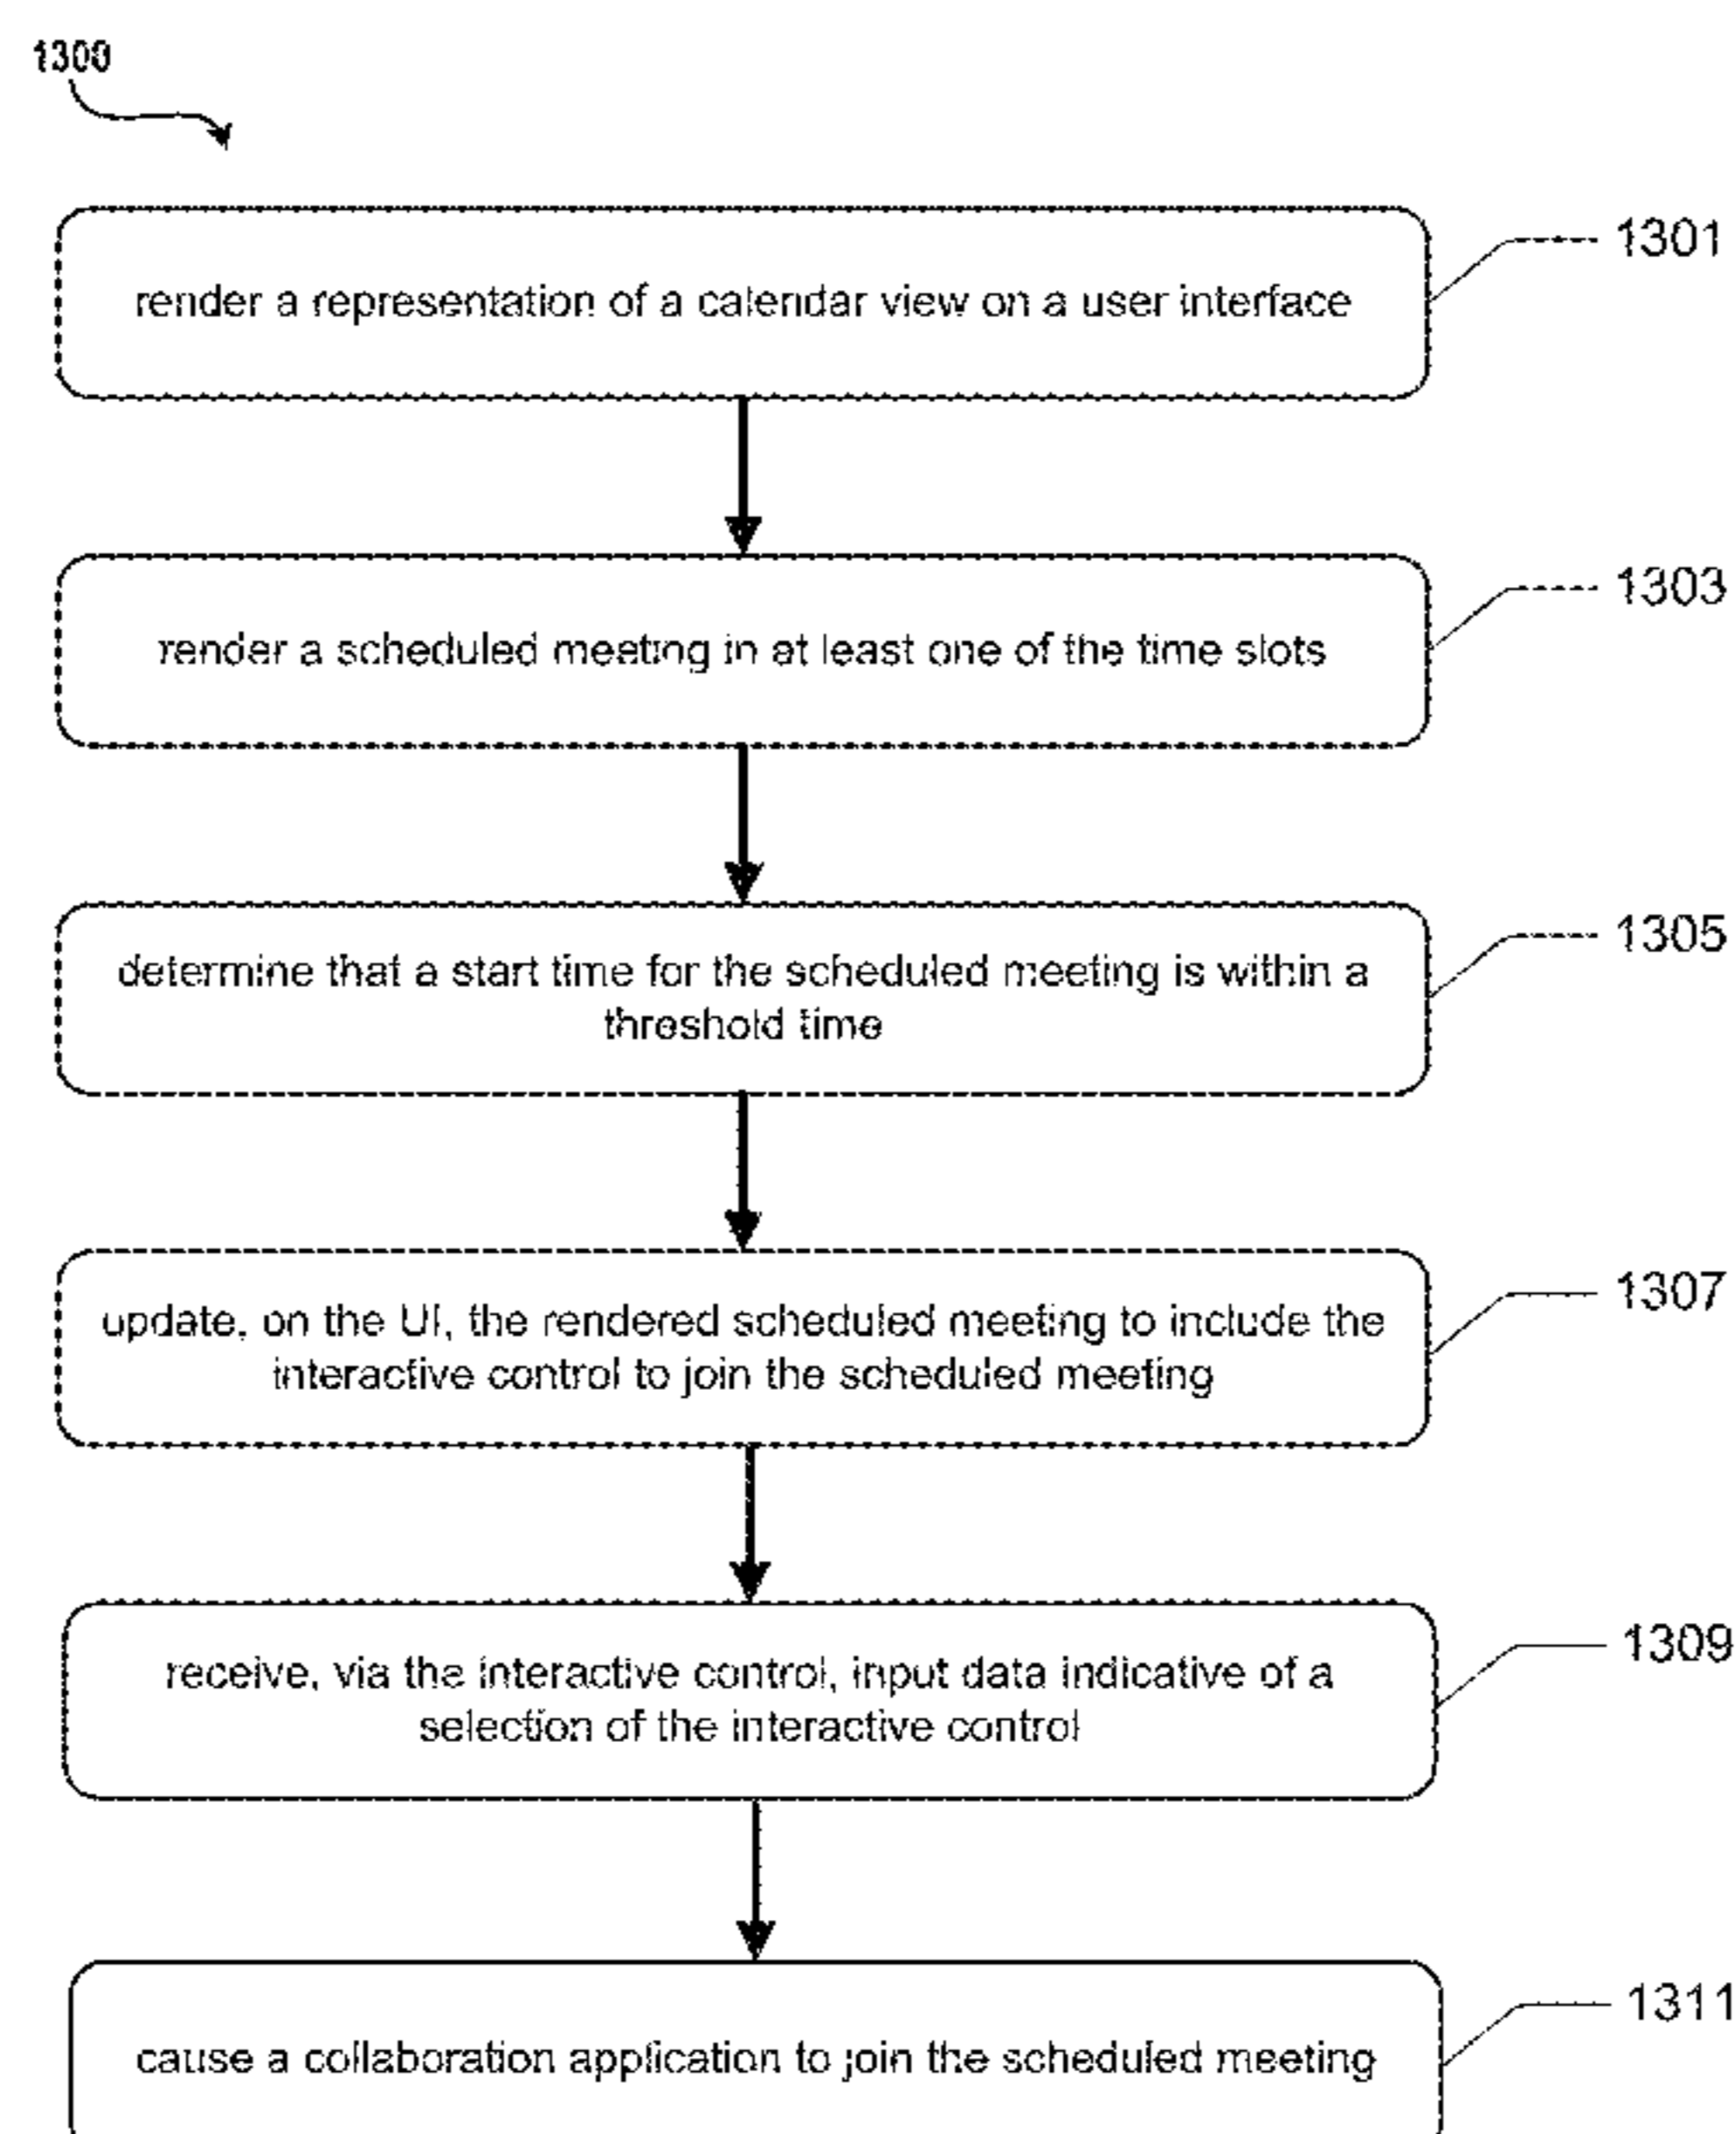 1300
render a representation of a calendar view on a user interface
1301
render a scheduled meeting in at least one of the time slots
1303
determine that a start time for the scheduled meeting is within a
threshold time
1305
update, on the UI, the rendered scheduled meeting to include the
interactive control to join the scheduled meeting
1307
receive, via the interactive control, input data indicative of a
selection of the interactive control
1309
cause a collaboration application to join the scheduled meeting
1311